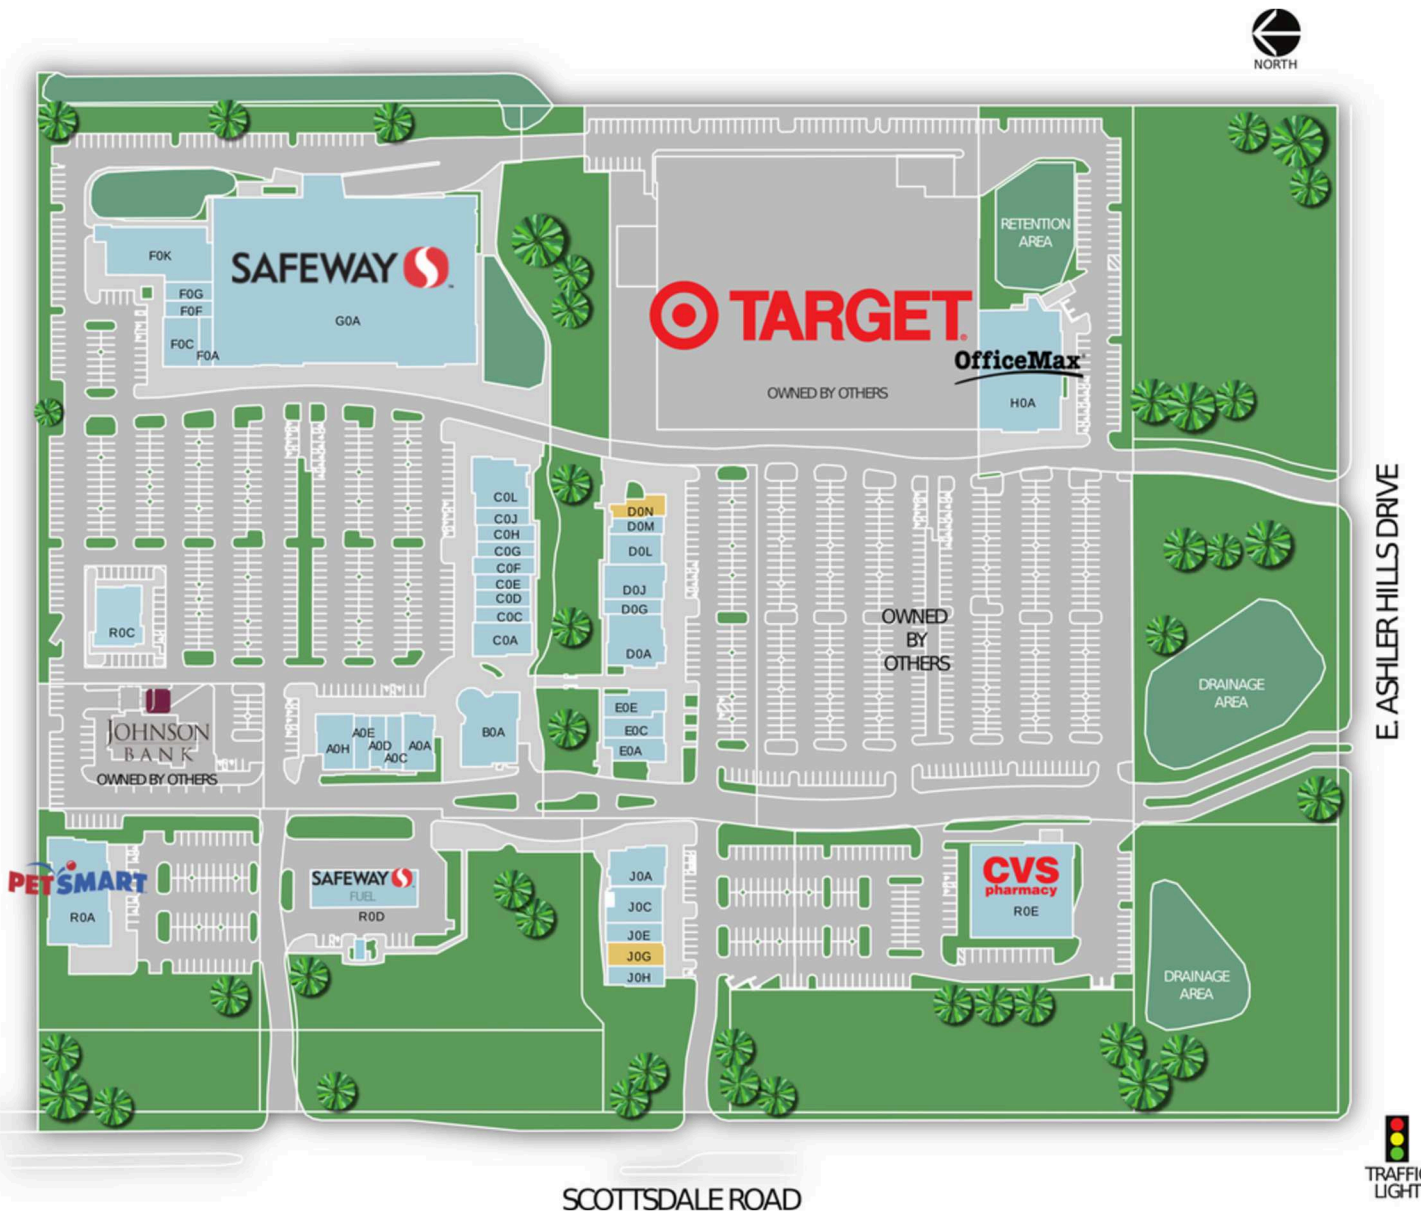 NORTH
RETENTION
AREA
F0K
SAFEWAY
F0G
F0F
G0A
F0C
F0A
TARGET
OfficeMax
OWNED BY OTHERS
H0A
C0L
C0J
C0H
C0G
C0F
C0E
C0D
C0C
C0A
D0N
D0M
D0L
D0J
D0G
D0A
OWNED
BY
OTHERS
E. ASHLER HILLS DRIVE
R0C
DRAINAGE
AREA
JOHNSON
BANK
OWNED BY OTHERS
A0H
A0E
A0D
A0C
A0A
B0A
E0E
E0C
E0A
PETSMART
R0A
SAFEWAY
FUEL
R0D
J0A
J0C
J0E
J0G
J0H
CVS
pharmacy
R0E
DRAINAGE
AREA
SCOTTSDALE ROAD
TRAFFIC
LIGHT